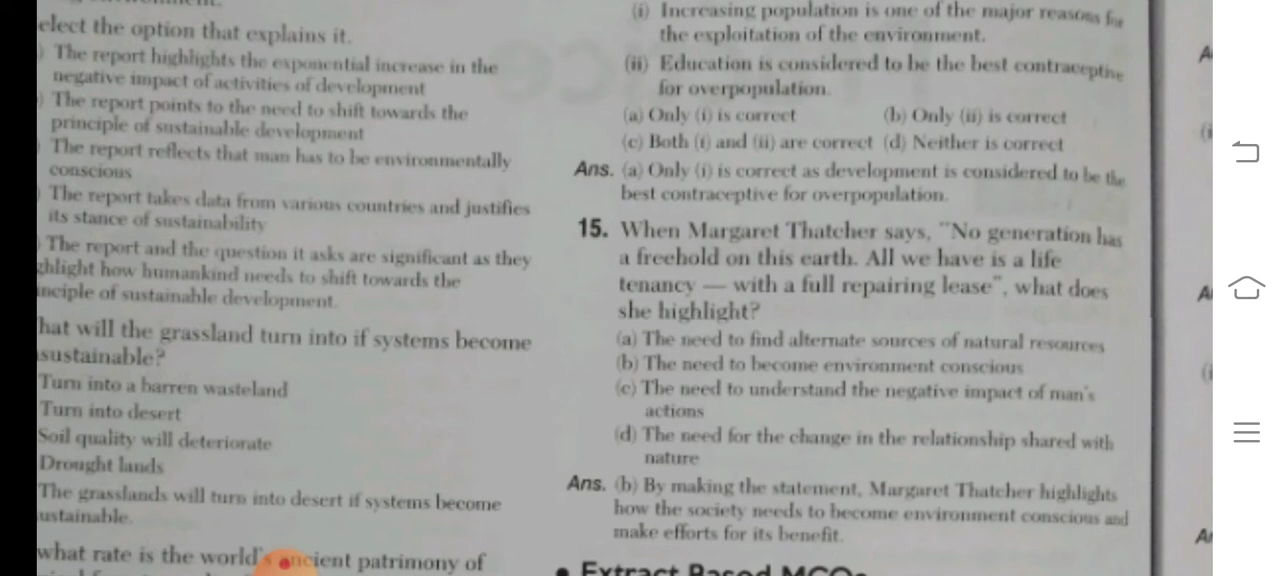 elect the option that explains it.
The report highlights the exponential increase in the
negative impact of activities of development
The report points to the need to shift towards the
principle of sustainable development
The report reflects that man has to be environmentally
conscious
The report takes data from various countries and justifies
its stance of sustainability
The report and the question it asks are significant as they
ghlight how humankind needs to shift towards the
nciple of sustainable development.
hat will the grassland turn into if systems become
sustainable?
Turn into a barren wasteland
Turn into desert
Soil quality will deteriorate
Drought lands
The grasslands will turn into desert if systems become
ustainable.
what rate is the world's ancient patrimony of
(i) Increasing population is one of the major reasons for
the exploitation of the environment.
(ii) Education is considered to be the best contraceptive
for overpopulation.
(a) Only (i) is correct (b) Only (ii) is correct
(c) Both (i) and (ii) are correct (d) Neither is correct
Ans. (a) Only (i) is correct as development is considered to be the
best contraceptive for overpopulation.
15. When Margaret Thatcher says, "No generation has
a freehold on this earth. All we have is a life
tenancy — with a full repairing lease", what does
she highlight?
(a) The need to find alternate sources of natural resources
(b) The need to become environment conscious
(c) The need to understand the negative impact of man's
actions
(d) The need for the change in the relationship shared with
nature
Ans. (b) By making the statement, Margaret Thatcher highlights
how the society needs to become environment conscious and
make efforts for its benefit.
• Extract Based MCQs